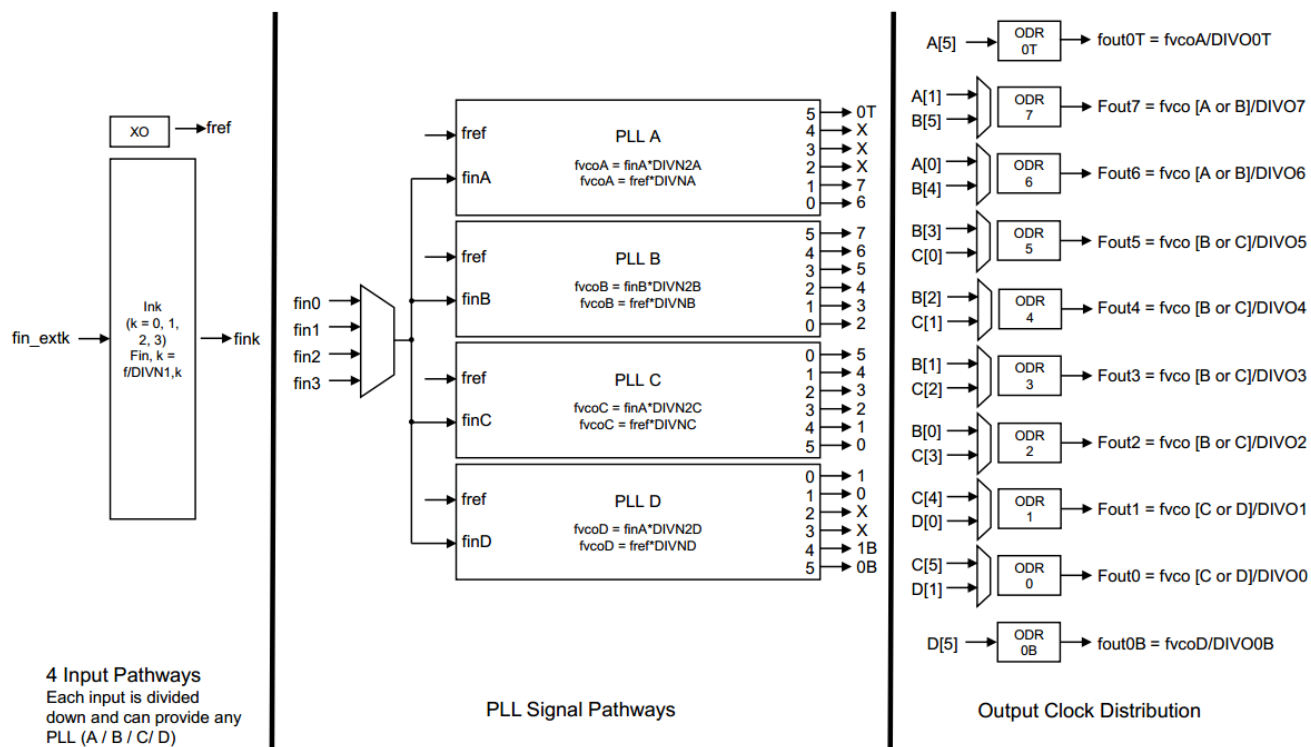 XO
fref
fin_extk
Ink
(k = 0, 1,
2, 3)
Fin, k =
f/DIVN1,k
fink
4 Input Pathways
Each input is divided
down and can provide any
PLL (A / B / C/ D)
fin0
fin1
fin2
fin3
fref
finA
PLL A
fvcoA = finA*DIVN2A
fvcoA = fref*DIVNA
5 0T
4 X
3 X
2 X
1 7
0 6
fref
finB
PLL B
fvcoB = finB*DIVN2B
fvcoB = fref*DIVNB
5 7
4 6
3 5
2 4
1 3
0 2
fref
finC
PLL C
fvcoC = finA*DIVN2C
fvcoC = fref*DIVNC
0 5
1 4
2 3
3 2
4 1
5 0
fref
finD
PLL D
fvcoD = finA*DIVN2D
fvcoD = fref*DIVND
0 1
1 0
2 X
3 X
4 1B
5 0B
PLL Signal Pathways
A[5]
ODR
0T
fout0T = fvcoA/DIVO0T
A[1]
B[5]
ODR
7
Fout7 = fvco [A or B]/DIVO7
A[0]
B[4]
ODR
6
Fout6 = fvco [A or B]/DIVO6
B[3]
C[0]
ODR
5
Fout5 = fvco [B or C]/DIVO5
B[2]
C[1]
ODR
4
Fout4 = fvco [B or C]/DIVO4
B[1]
C[2]
ODR
3
Fout3 = fvco [B or C]/DIVO3
B[0]
C[3]
ODR
2
Fout2 = fvco [B or C]/DIVO2
C[4]
D[0]
ODR
1
Fout1 = fvco [C or D]/DIVO1
C[5]
D[1]
ODR
0
Fout0 = fvco [C or D]/DIVO0
D[5]
ODR
0B
fout0B = fvcoD/DIVO0B
Output Clock Distribution